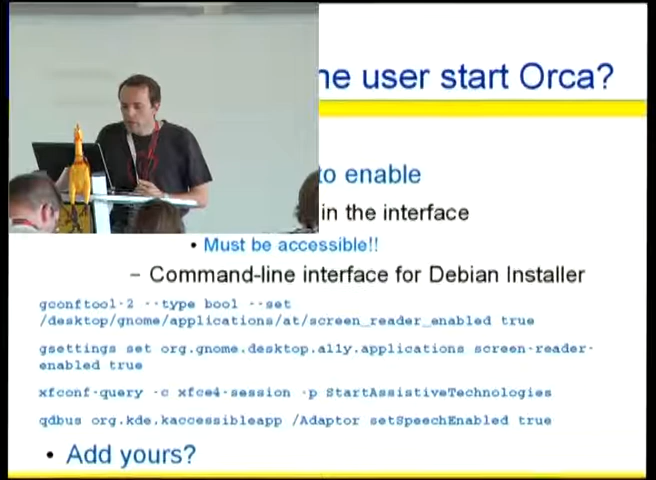 ne user start Orca?
to enable
in the interface
• Must be accessible!!
– Command-line interface for Debian Installer
gconftool-2 --type bool --set
/desktop/gnome/applications/at/screen_reader_enabled true
gsettings set org.gnome.desktop.a11y.applications screen-reader-
enabled true
xfconf-query -c xfce4-session -p StartAssistiveTechnologies
qdbus org.kde.kaccessibleapp /Adaptor setSpeechEnabled true
• Add yours?